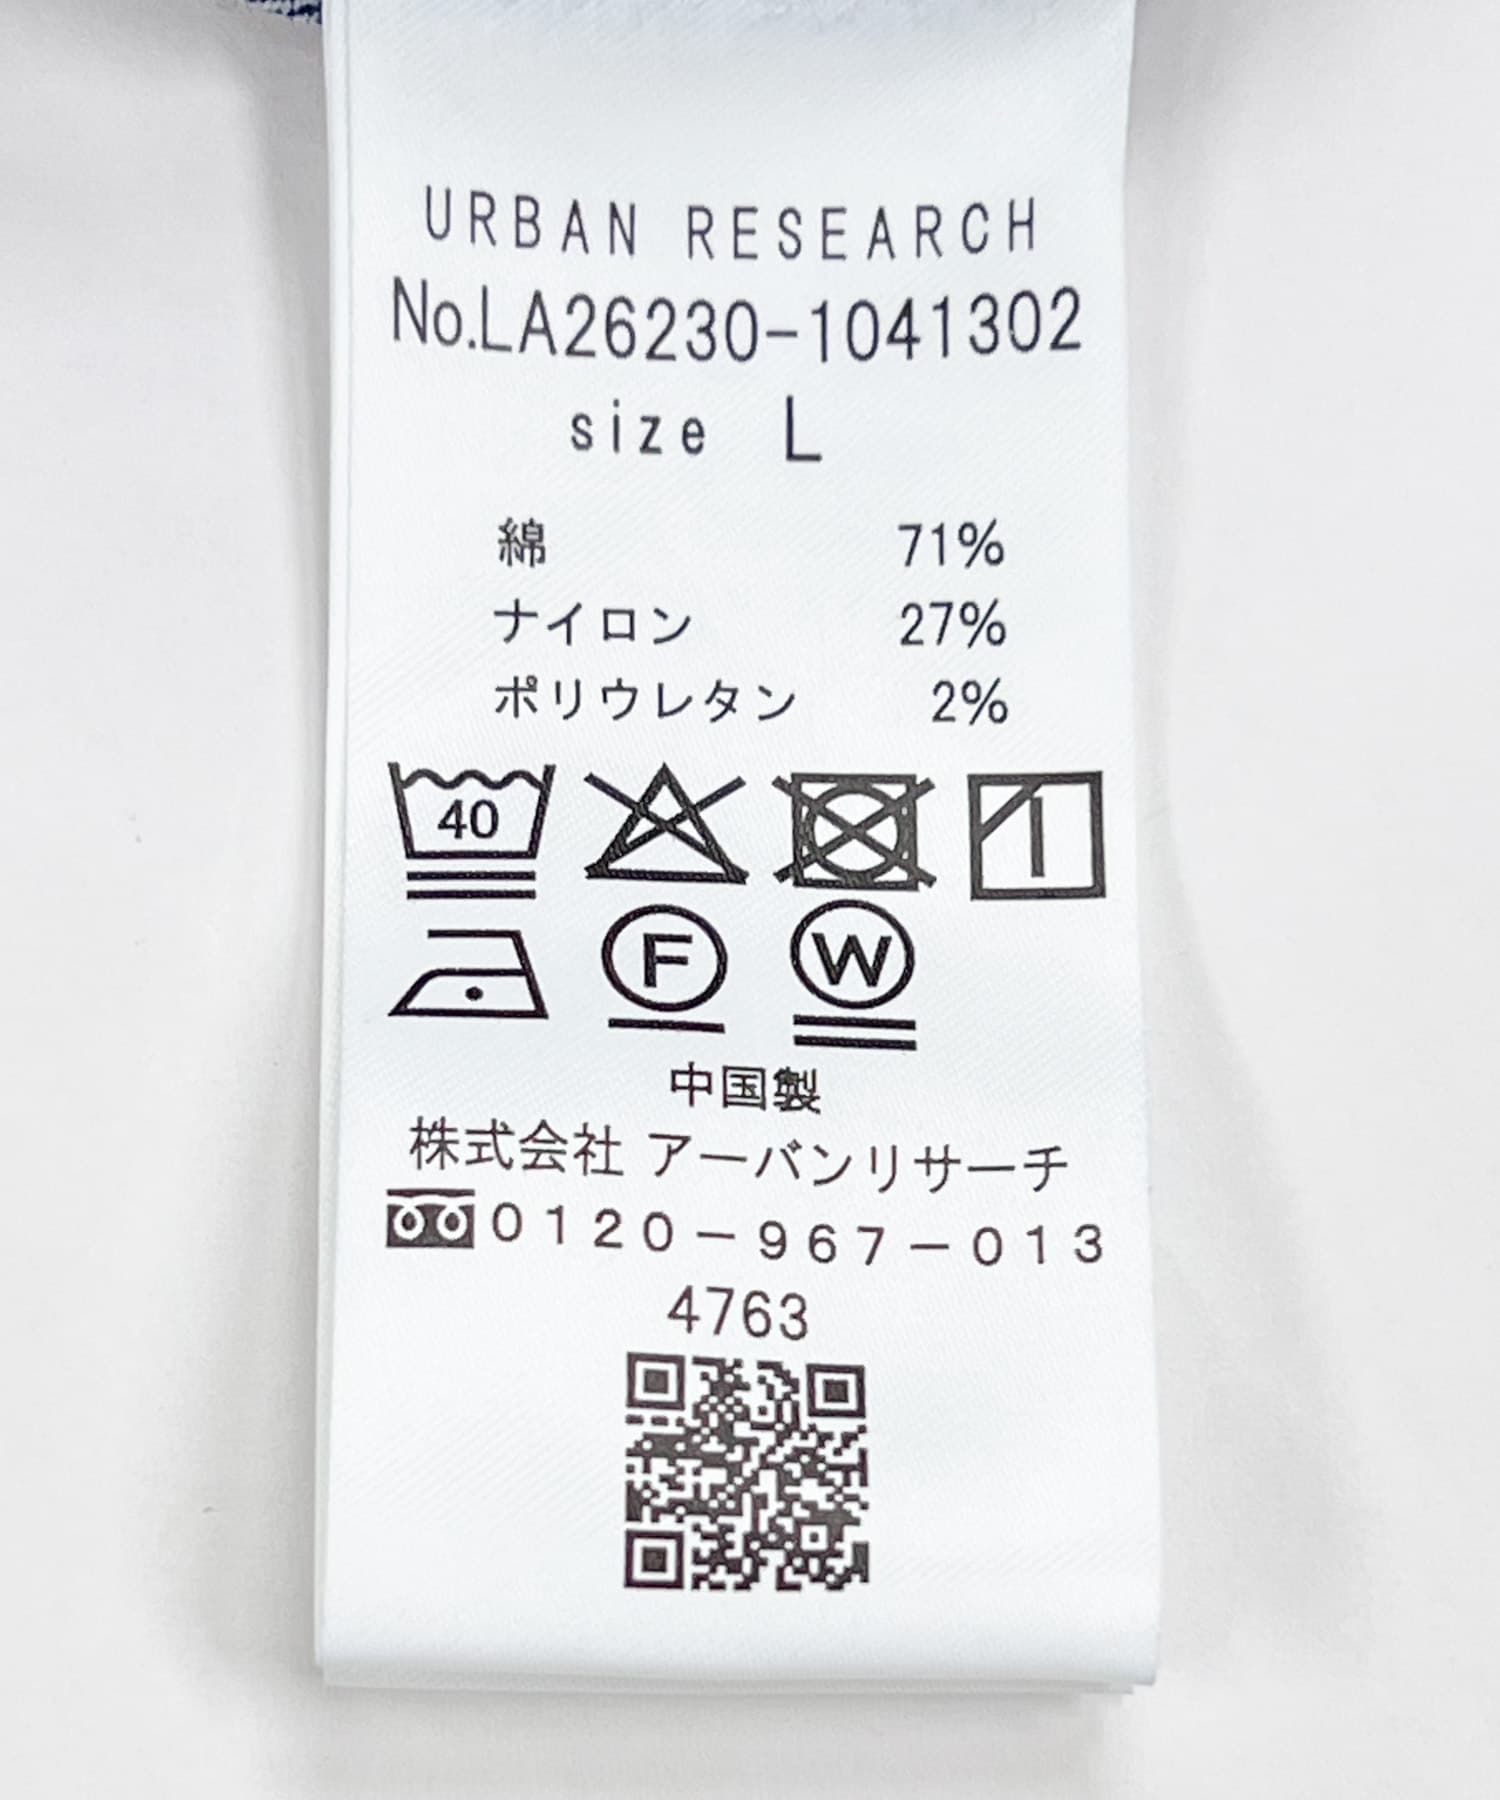 URBAN RESEARCH
No.LA26230-1041302
size L
綿 71%
ナイロン 27%
ポリウレタン 2%
40
F W
中国製
株式会社 アーバンリサーチ
0120-967-013
4763